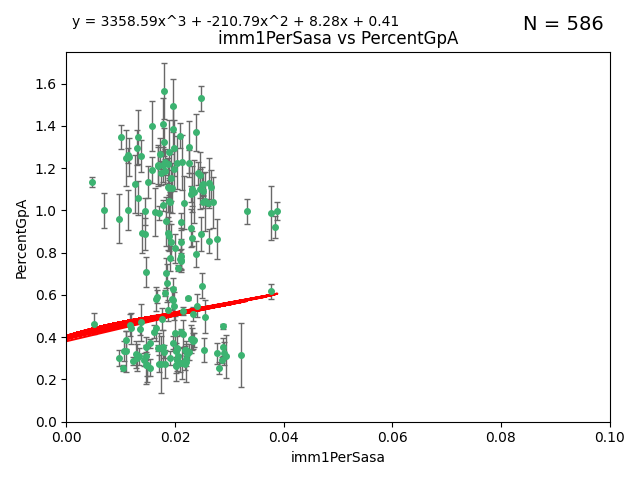 y = 3358.59x^3 + -210.79x^2 + 8.28x + 0.41
N = 586
imm1PerSasa vs PercentGpA
PercentGpA
1.6
1.4
1.2
1.0
0.8
0.6
0.4
0.2
0.0
0.00 0.02 0.04 0.06 0.08 0.10
imm1PerSasa